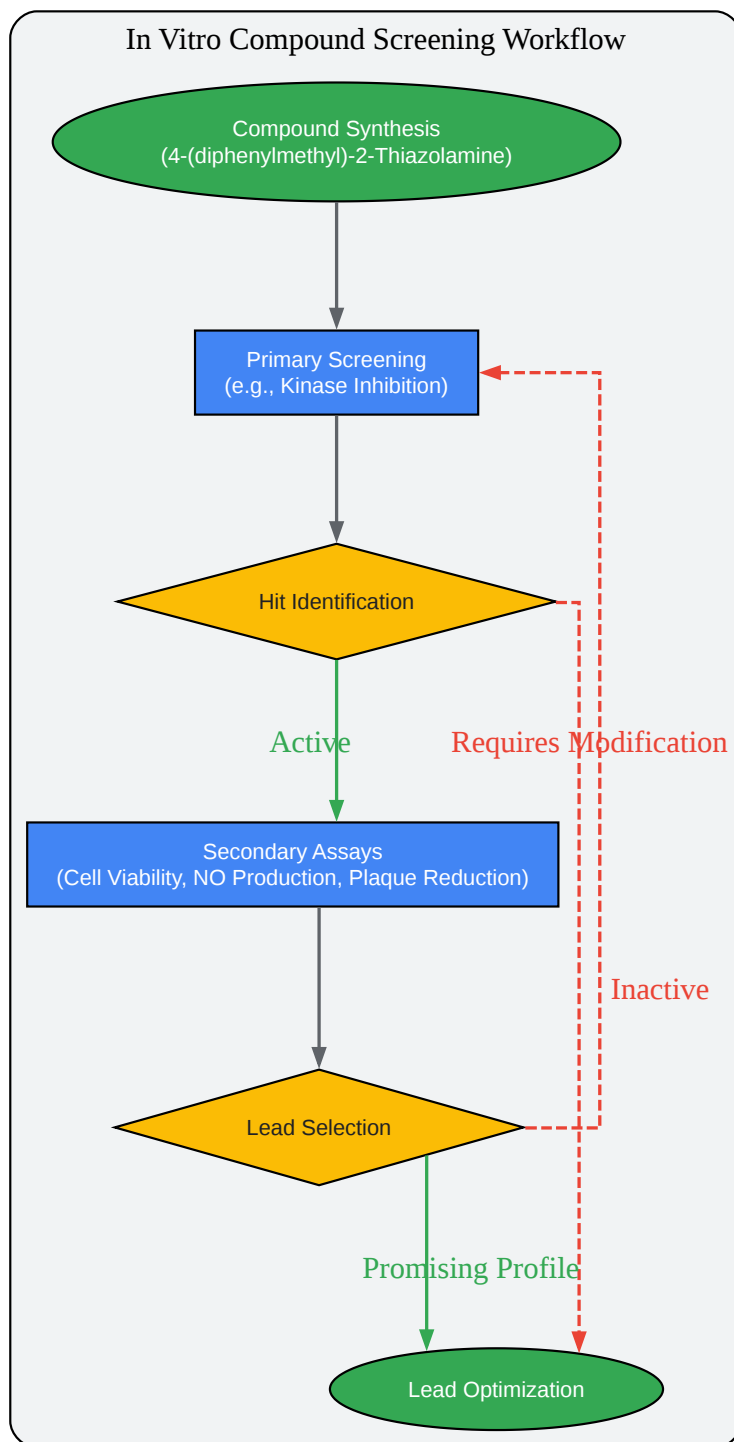 In Vitro Compound Screening Workflow
Compound Synthesis
(4-(diphenylmethyl)-2-Thiazolamine)
Primary Screening
(e.g., Kinase Inhibition)
Hit Identification
Active
Requires Modification
Secondary Assays
(Cell Viability, NO Production, Plaque Reduction)
Inactive
Lead Selection
Promising Profile
Lead Optimization